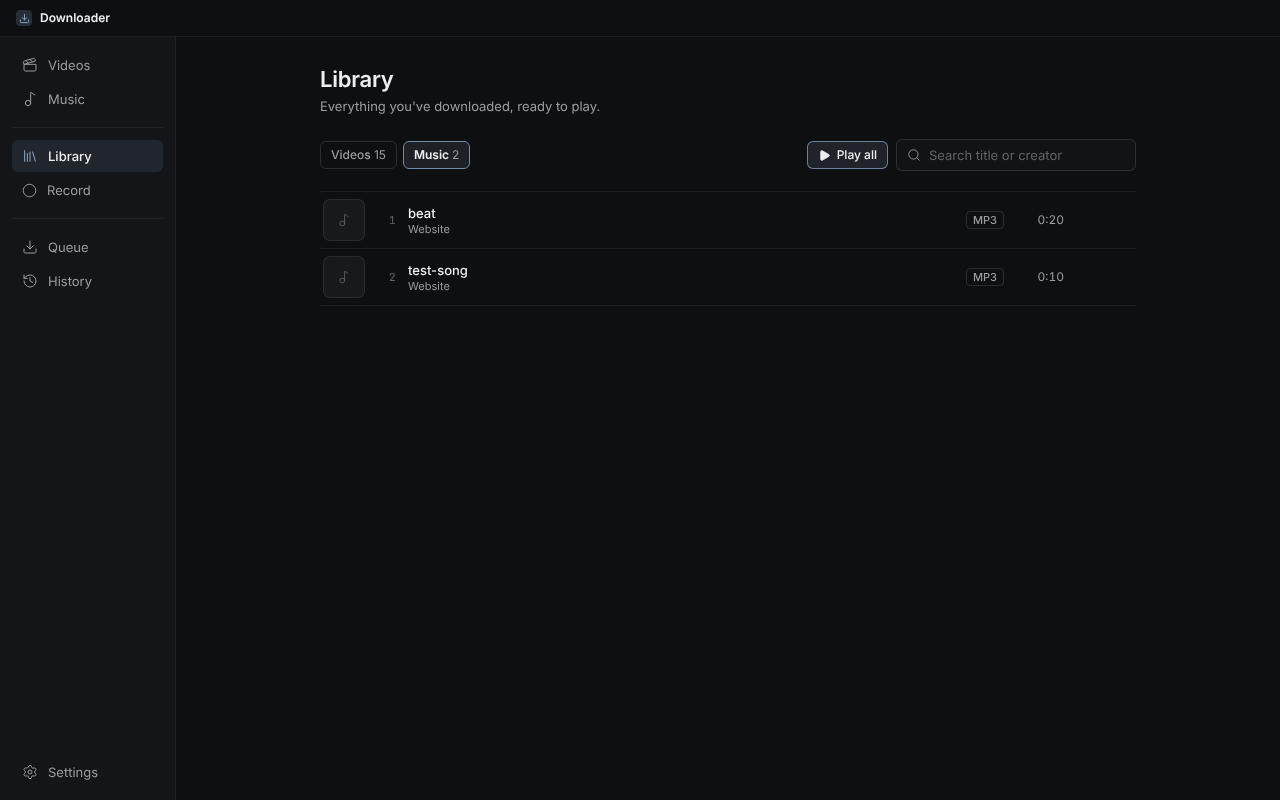 Downloader
Videos
Music
Library
Record
Queue
History
Settings
Library
Everything you've downloaded, ready to play.
Videos 15
Music 2
Play all
Search title or creator
1 beat MP3 0:20
Website
2 test-song MP3 0:10
Website